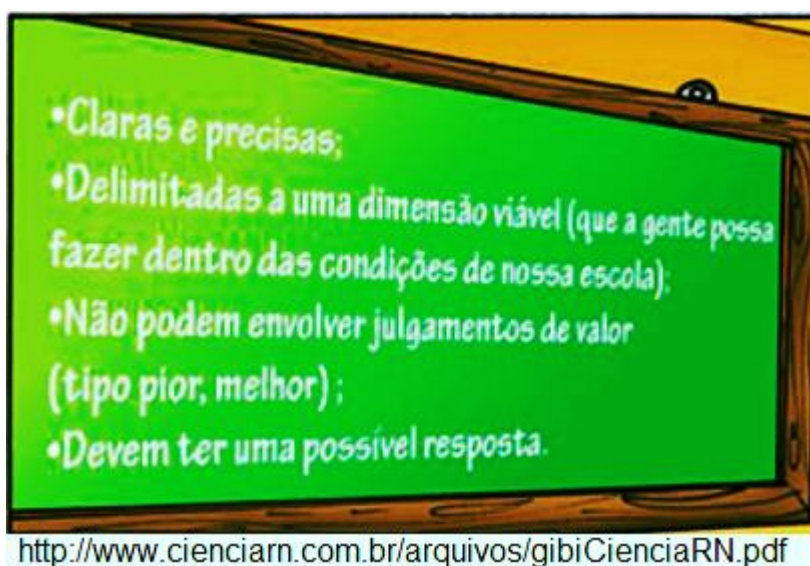 •Claras e precisas;
•Delimitadas a uma dimensão viável (que a gente possa
fazer dentro das condições de nossa escola);
•Não podem envolver julgamentos de valor
(tipo pior, melhor) ;
•Devem ter uma possível resposta.
http://www.cienciarn.com.br/arquivos/gibiCienciaRN.pdf